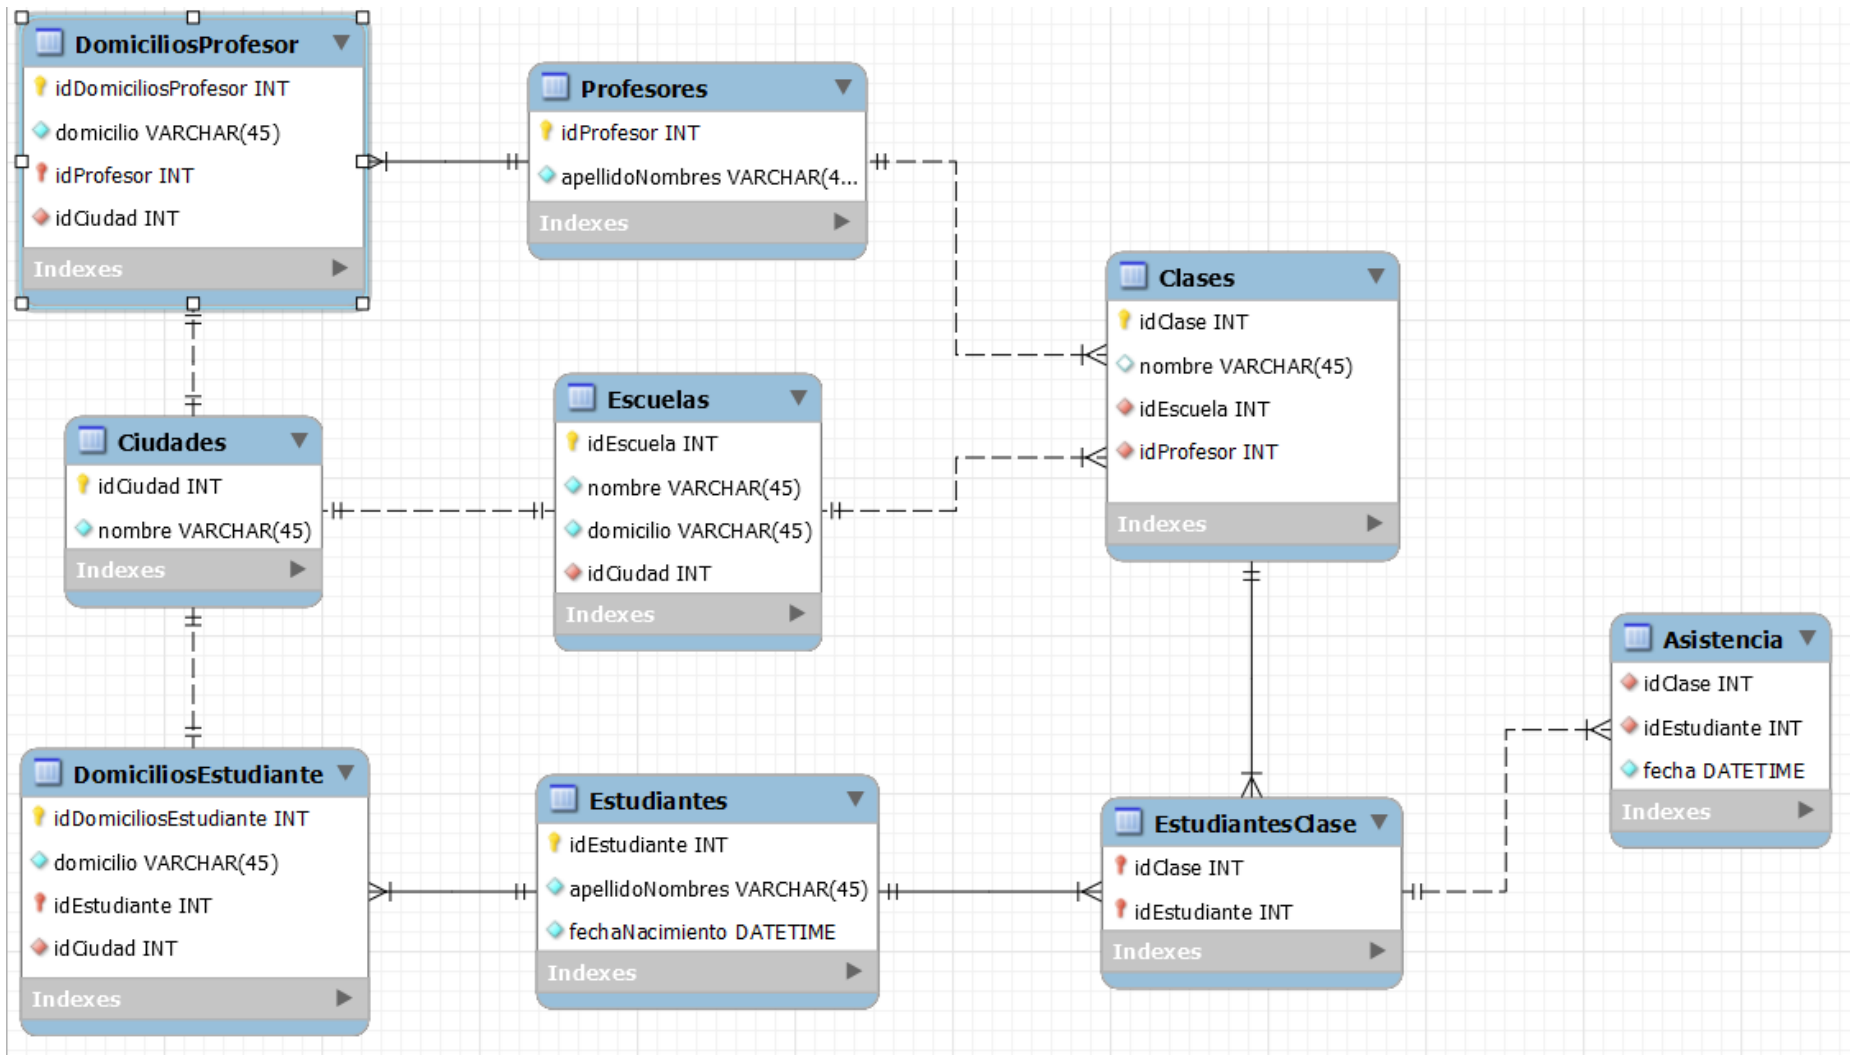 DomiciliosProfesor
idDomiciliosProfesor INT
domicilio VARCHAR(45)
idProfesor INT
idCiudad INT
Indexes
Profesores
idProfesor INT
apellidoNombres VARCHAR(4...
Indexes
Clases
idClase INT
nombre VARCHAR(45)
idEscuela INT
idProfesor INT
Indexes
Ciudades
idCiudad INT
nombre VARCHAR(45)
Indexes
Escuelas
idEscuela INT
nombre VARCHAR(45)
domicilio VARCHAR(45)
idCiudad INT
Indexes
Asistencia
idClase INT
idEstudiante INT
fecha DATETIME
Indexes
DomiciliosEstudiante
idDomiciliosEstudiante INT
domicilio VARCHAR(45)
idEstudiante INT
idCiudad INT
Indexes
Estudiantes
idEstudiante INT
apellidoNombres VARCHAR(45)
fechaNacimiento DATETIME
Indexes
EstudiantesClase
idClase INT
idEstudiante INT
Indexes